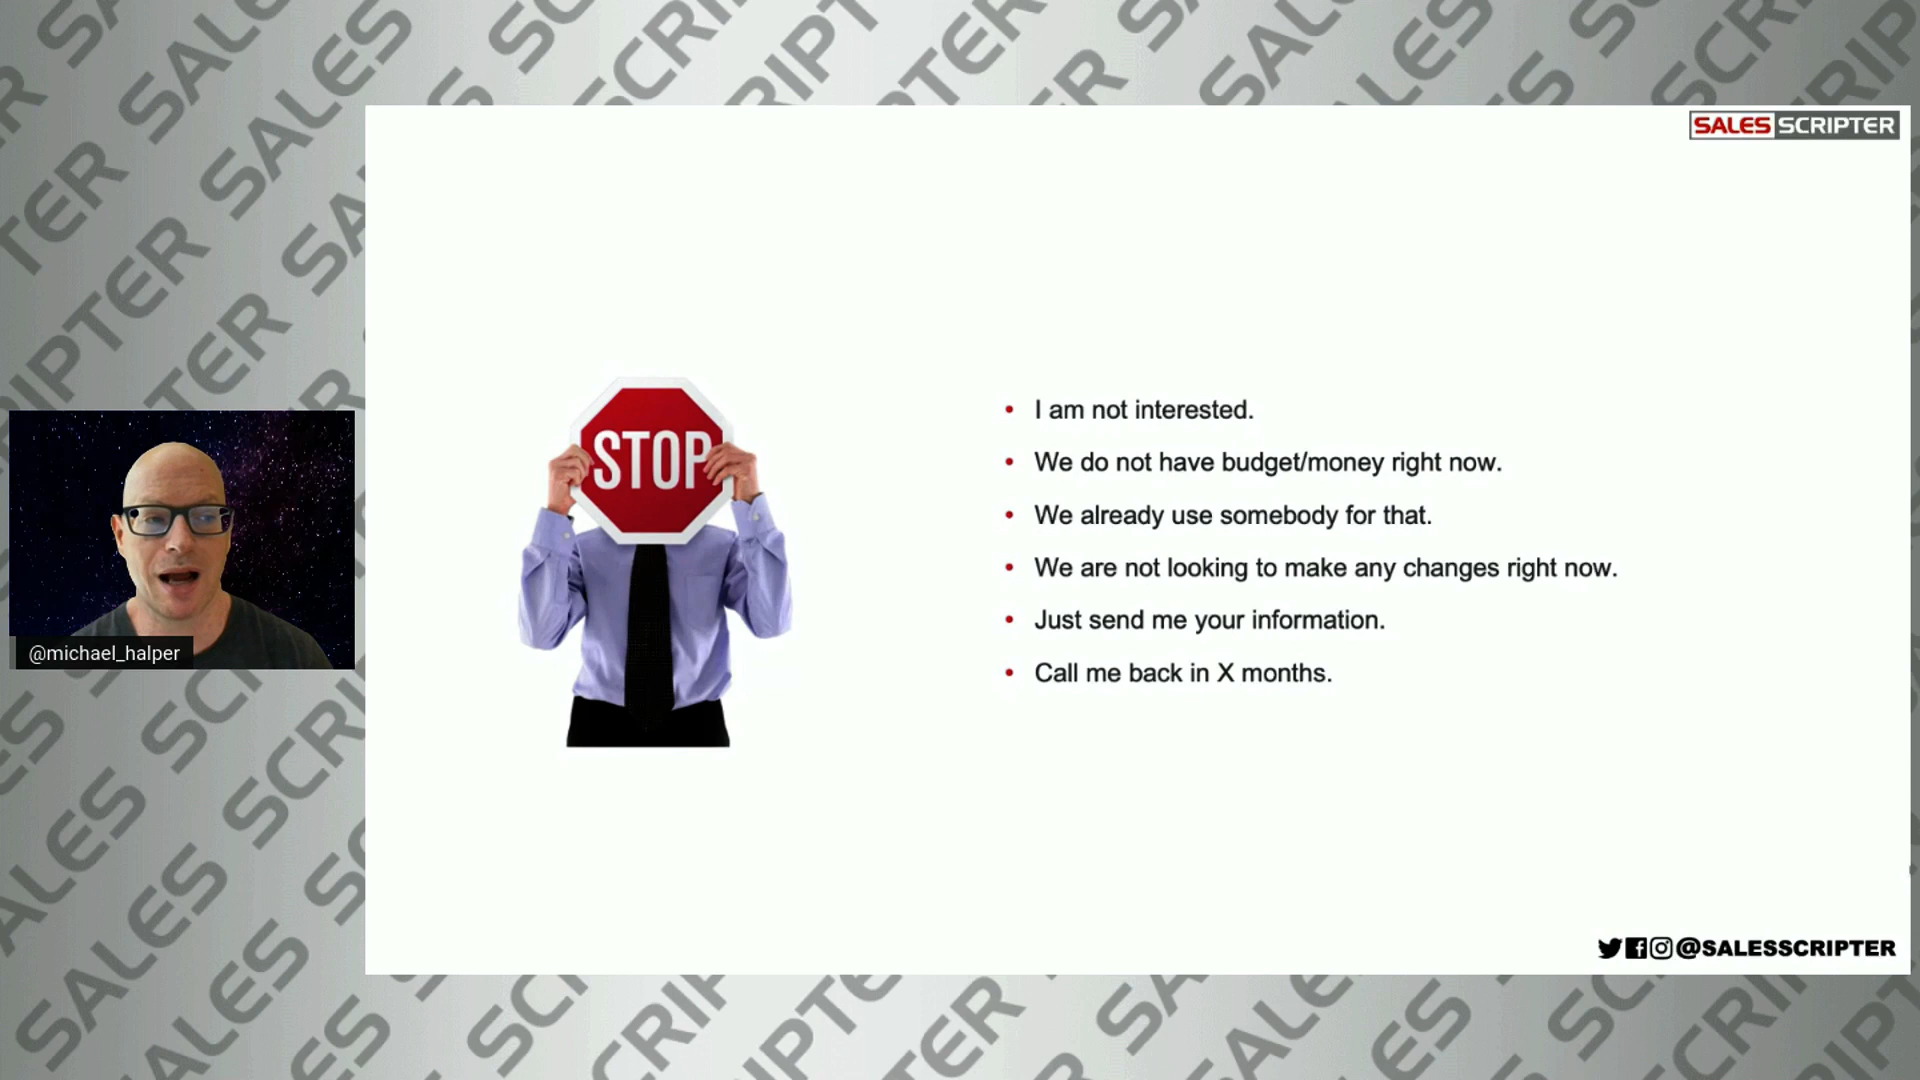 SALES SCRIPTER
STOP
• I am not interested.
• We do not have budget/money right now.
• We already use somebody for that.
• We are not looking to make any changes right now.
• Just send me your information.
• Call me back in X months.
@michael_halper
@SALESSCRIPTER